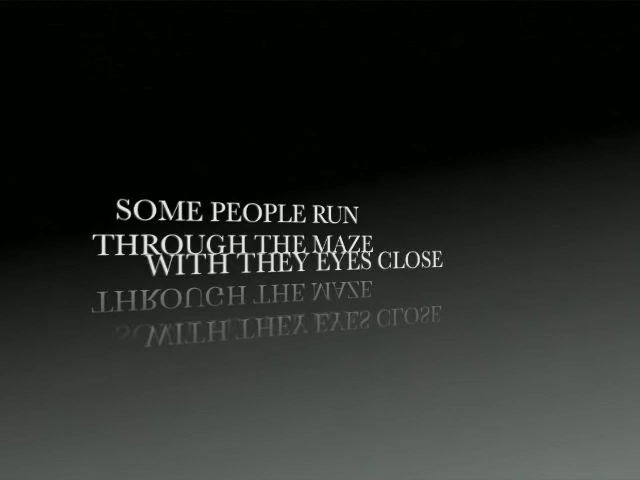 SOME PEOPLE RUN
THROUGH THE MAZE
WITH THEY EYES CLOSE